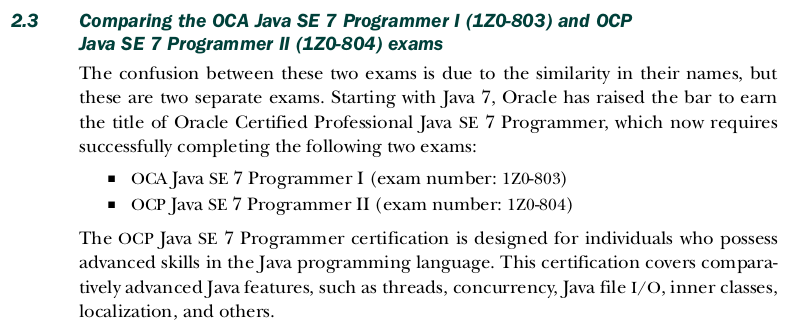 2.3 Comparing the OCA Java SE 7 Programmer I (1Z0-803) and OCP
Java SE 7 Programmer II (1Z0-804) exams
The confusion between these two exams is due to the similarity in their names, but
these are two separate exams. Starting with Java 7, Oracle has raised the bar to earn
the title of Oracle Certified Professional Java SE 7 Programmer, which now requires
successfully completing the following two exams:
■ OCA Java SE 7 Programmer I (exam number: 1Z0-803)
■ OCP Java SE 7 Programmer II (exam number: 1Z0-804)
The OCP Java SE 7 Programmer certification is designed for individuals who possess
advanced skills in the Java programming language. This certification covers compara-
tively advanced Java features, such as threads, concurrency, Java file I/O, inner classes,
localization, and others.